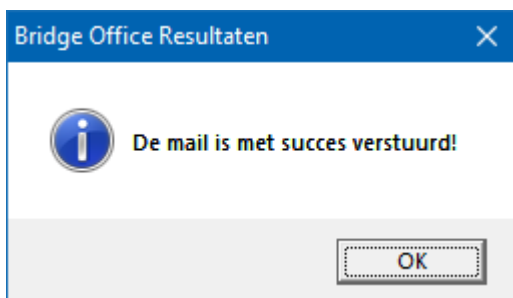 Bridge Office Resultaten
De mail is met succes verstuurd!
OK